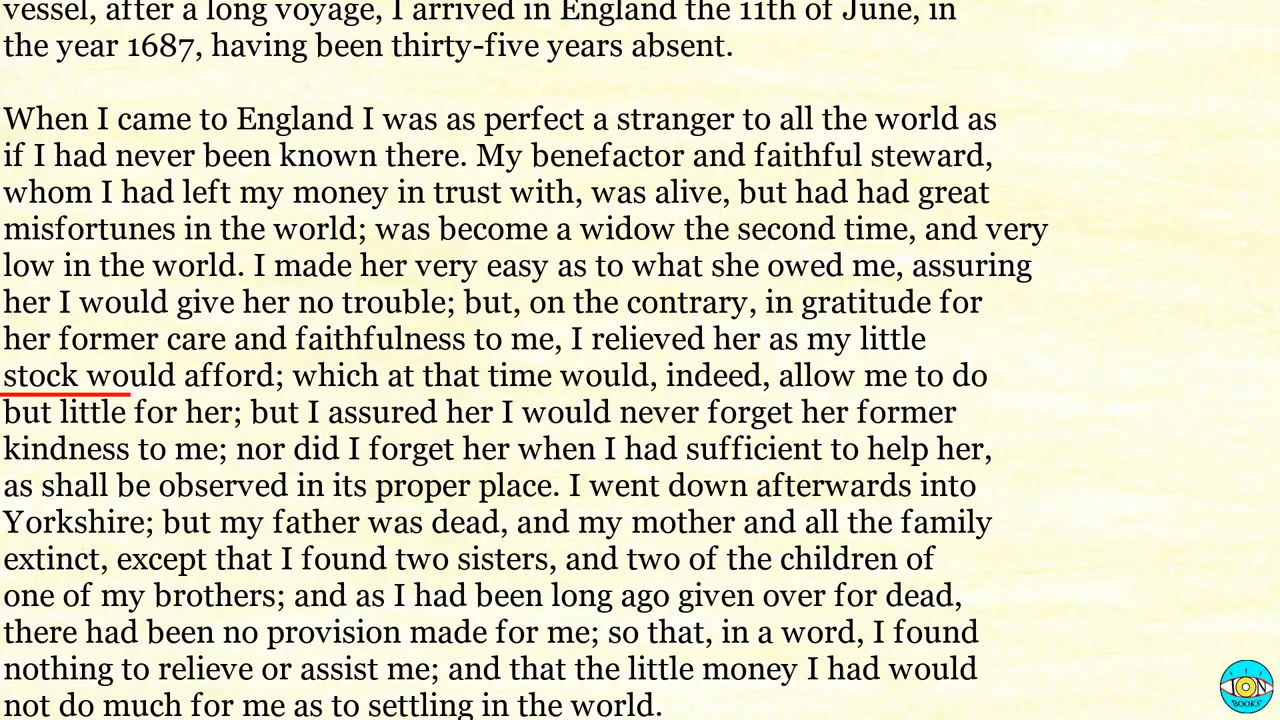 vessel, after a long voyage, I arrived in England the 11th of June, in
the year 1687, having been thirty-five years absent.
When I came to England I was as perfect a stranger to all the world as
if I had never been known there. My benefactor and faithful steward,
whom I had left my money in trust with, was alive, but had had great
misfortunes in the world; was become a widow the second time, and very
low in the world. I made her very easy as to what she owed me, assuring
her I would give her no trouble; but, on the contrary, in gratitude for
her former care and faithfulness to me, I relieved her as my little
stock would afford; which at that time would, indeed, allow me to do
but little for her; but I assured her I would never forget her former
kindness to me; nor did I forget her when I had sufficient to help her,
as shall be observed in its proper place. I went down afterwards into
Yorkshire; but my father was dead, and my mother and all the family
extinct, except that I found two sisters, and two of the children of
one of my brothers; and as I had been long ago given over for dead,
there had been no provision made for me; so that, in a word, I found
nothing to relieve or assist me; and that the little money I had would
not do much for me as to settling in the world.
ION
BOOKS